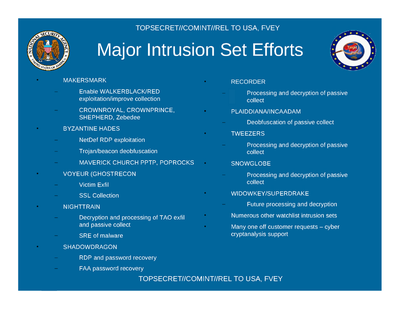 TOPSECRET//COMINT//REL TO USA, FVEY
Major Intrusion Set Efforts
• MAKERSMARK
– Enable WALKERBLACK/RED
exploitation/improve collection
– CROWNROYAL, CROWNPRINCE,
SHEPHERD, Zebedee
• BYZANTINE HADES
– NetDef RDP exploitation
– Trojan/beacon deobfuscation
– MAVERICK CHURCH PPTP, POPROCKS
• VOYEUR (GHOSTRECON
– Victim Exfil
– SSL Collection
• NIGHTTRAIN
– Decryption and processing of TAO exfil
and passive collect
– SRE of malware
• SHADOWDRAGON
– RDP and password recovery
– FAA password recovery
• RECORDER
– Processing and decryption of passive
collect
• PLAIDDIANA/INCAADAM
– Deobfuscation of passive collect
• TWEEZERS
– Processing and decryption of passive
collect
• SNOWGLOBE
– Processing and decryption of passive
collect
• WIDOWKEY/SUPERDRAKE
– Future processing and decryption
• Numerous other watchlist intrusion sets
• Many one off customer requests – cyber
cryptanalysis support
TOPSECRET//COMINT//REL TO USA, FVEY